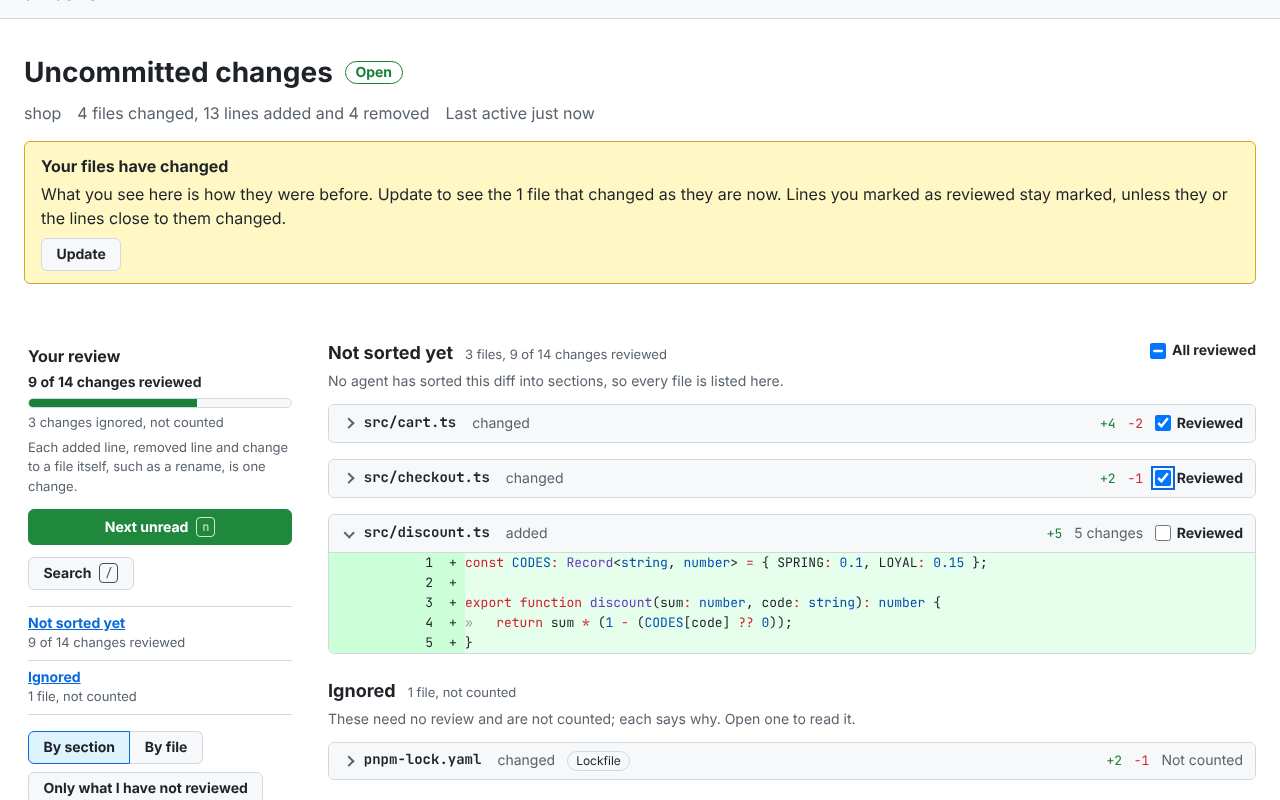 Uncommitted changes Open
shop 4 files changed, 13 lines added and 4 removed Last active just now
Your files have changed
What you see here is how they were before. Update to see the 1 file that changed as they are now. Lines you marked as reviewed stay marked, unless they or
the lines close to them changed.
Update
Your review
9 of 14 changes reviewed
3 changes ignored, not counted
Each added line, removed line and change
to a file itself, such as a rename, is one
change.
Next unread n
Search /
Not sorted yet
9 of 14 changes reviewed
Ignored
1 file, not counted
By section By file
Only what I have not reviewed
Not sorted yet 3 files, 9 of 14 changes reviewed All reviewed
No agent has sorted this diff into sections, so every file is listed here.
src/cart.ts changed +4 -2 Reviewed
src/checkout.ts changed +2 -1 Reviewed
src/discount.ts added +5 5 changes Reviewed
1 + const CODES: Record<string, number> = { SPRING: 0.1, LOYAL: 0.15 };
2 +
3 + export function discount(sum: number, code: string): number {
4 + » return sum * (1 - (CODES[code] ?? 0));
5 + }
Ignored 1 file, not counted
These need no review and are not counted; each says why. Open one to read it.
pnpm-lock.yaml changed Lockfile +2 -1 Not counted